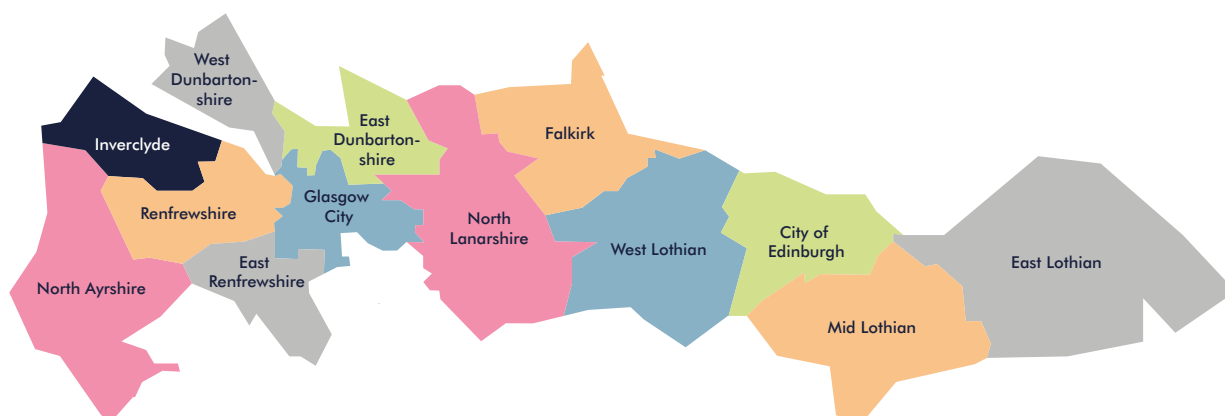 West
Dunbarton-
shire
Inverclyde
East
Dunbarton-
shire
Falkirk
Renfrewshire
Glasgow
City
North
Lanarshire
West Lothian
City of
Edinburgh
East Lothian
East
Renfrewshire
North Ayrshire
Mid Lothian